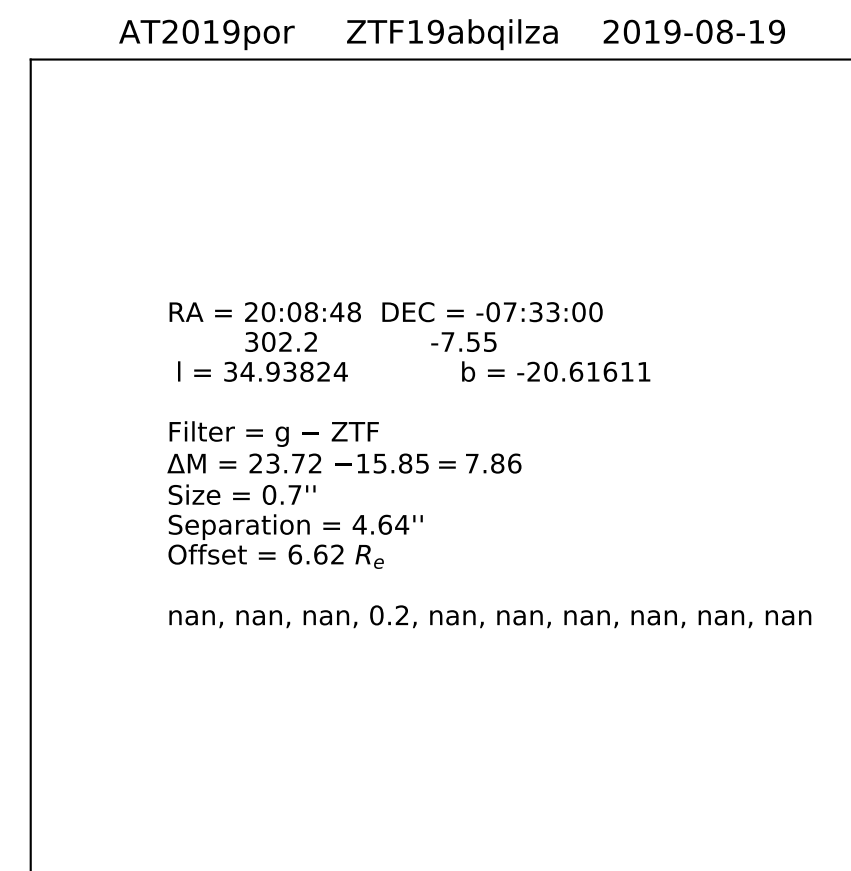 AT2019por ZTF19abqilza 2019-08-19
RA = 20:08:48 DEC = -07:33:00
302.2 -7.55
l = 34.93824 b = -20.61611
Filter = g − ZTF
ΔM = 23.72 −15.85 = 7.86
Size = 0.7''
Separation = 4.64''
Offset = 6.62 Rₑ
nan, nan, nan, 0.2, nan, nan, nan, nan, nan, nan